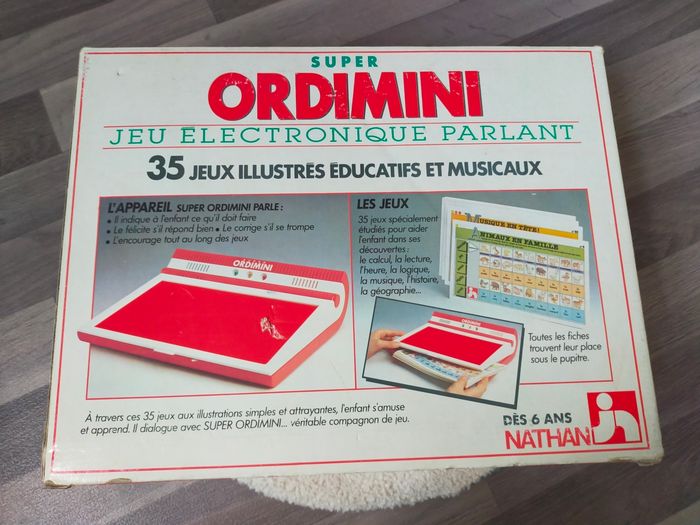 SUPER
ORDIMINI
JEU ÉLECTRONIQUE PARLANT
35 JEUX ILLUSTRÉS ÉDUCATIFS ET MUSICAUX
L'APPAREIL SUPER ORDIMINI PARLE :
• Il indique à l'enfant ce qu'il doit faire
• Le félicite s'il répond bien • Le corrige s'il se trompe
• L'encourage tout au long des jeux
ORDIMINI
LES JEUX
35 jeux spécialement
étudiés pour aider
l'enfant dans ses
découvertes :
le calcul, la lecture,
l'heure, la logique,
la musique, l'histoire,
la géographie...
MUSIQUE EN TÊTE!
ANIMAUX EN FAMILLE
Toutes les fiches
trouvent leur place
sous le pupitre.
À travers ces 35 jeux aux illustrations simples et attrayantes, l'enfant s'amuse
et apprend. Il dialogue avec SUPER ORDIMINI... véritable compagnon de jeu.
DÈS 6 ANS
NATHAN